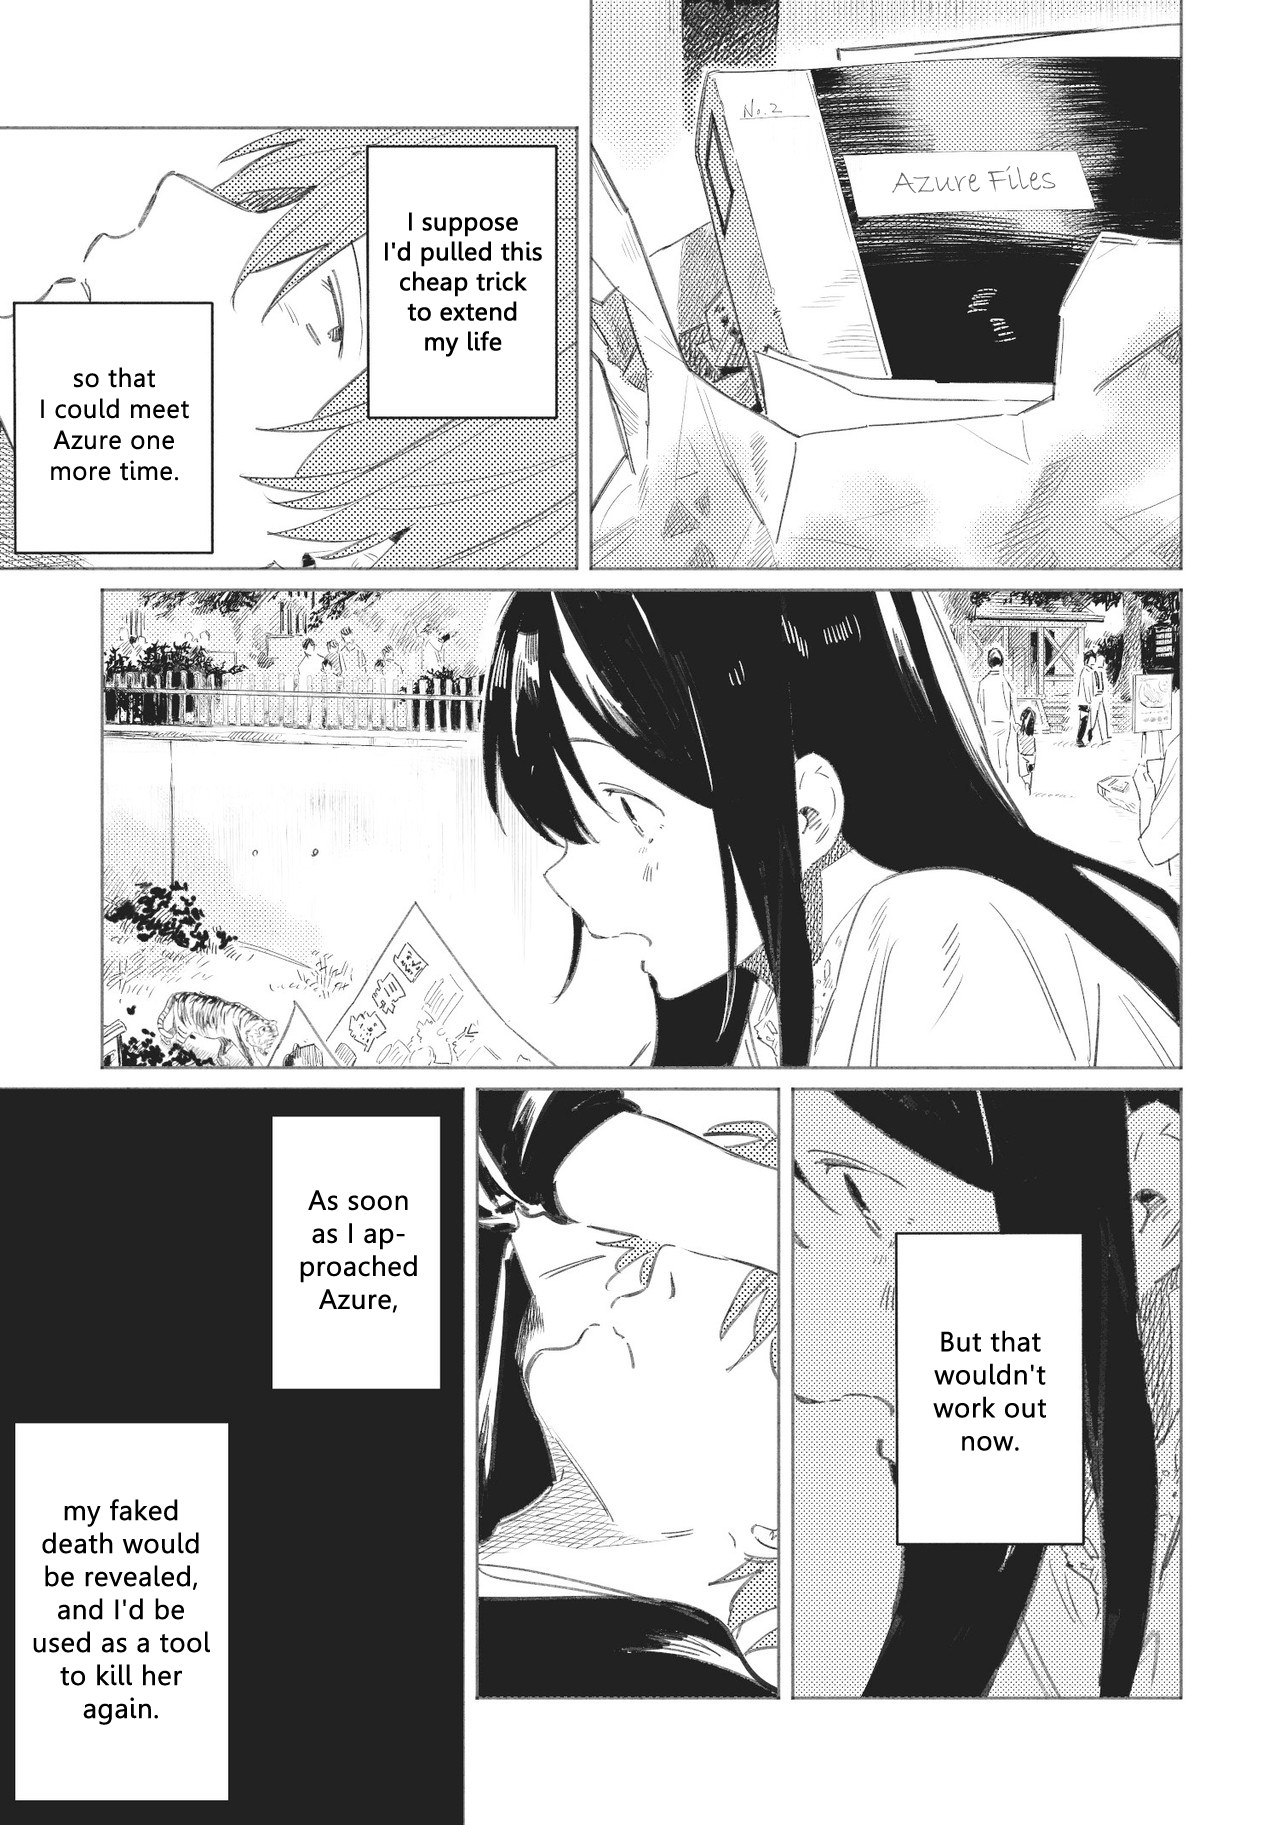 No.2
Azure Files
I suppose
I'd pulled this
cheap trick
to extend
my life
so that
I could meet
Azure one
more time.
But that
wouldn't
work out
now.
As soon
as I ap-
proached
Azure,
my faked
death would
be revealed,
and I'd be
used as a tool
to kill her
again.